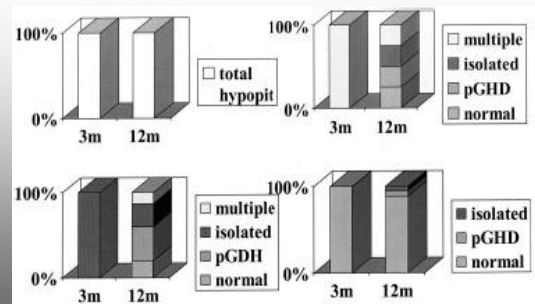 100%
0%
3m 12m
total
hypopit
100%
0%
3m 12m
multiple
isolated
pGHD
normal
100%
0%
3m 12m
multiple
isolated
pGDH
normal
100%
0%
3m 12m
isolated
pGHD
normal